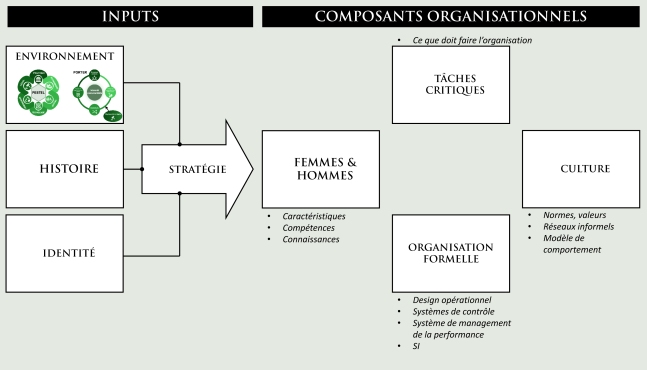 INPUTS
COMPOSANTS ORGANISATIONNELS
ENVIRONNEMENT
PESTEL
PORTER
HISTOIRE
IDENTITÉ
STRATÉGIE
• Ce que doit faire l'organisation
TÂCHES
CRITIQUES
FEMMES &
HOMMES
• Caractéristiques
• Compétences
• Connaissances
CULTURE
• Normes, valeurs
• Réseaux informels
• Modèle de
comportement
ORGANISATION
FORMELLE
• Design opérationnel
• Systèmes de contrôle
• Système de management
de la performance
• SI